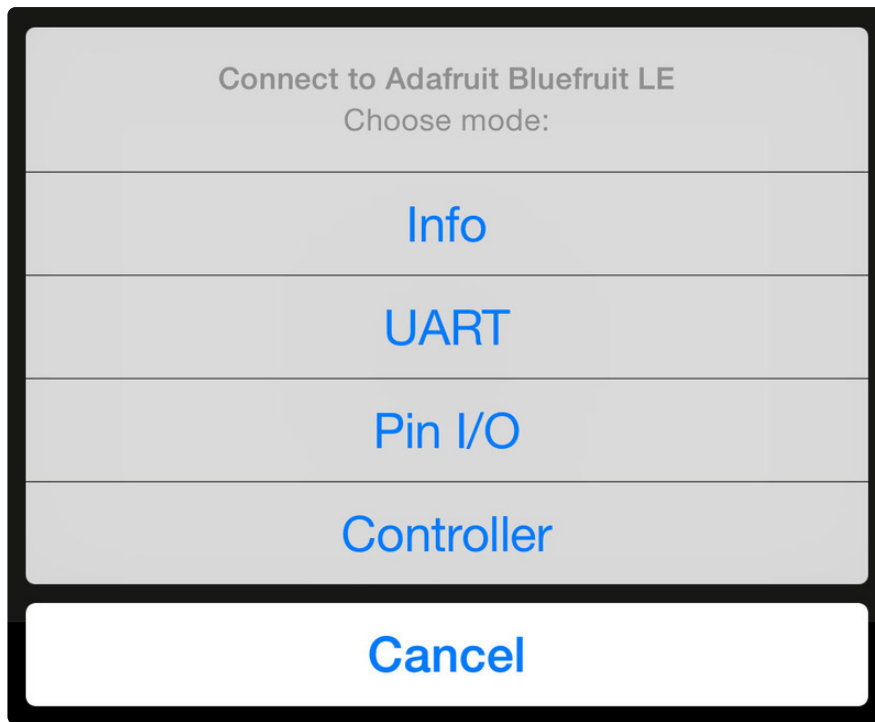 Connect to Adafruit Bluefruit LE
Choose mode:
Info
UART
Pin I/O
Controller
Cancel